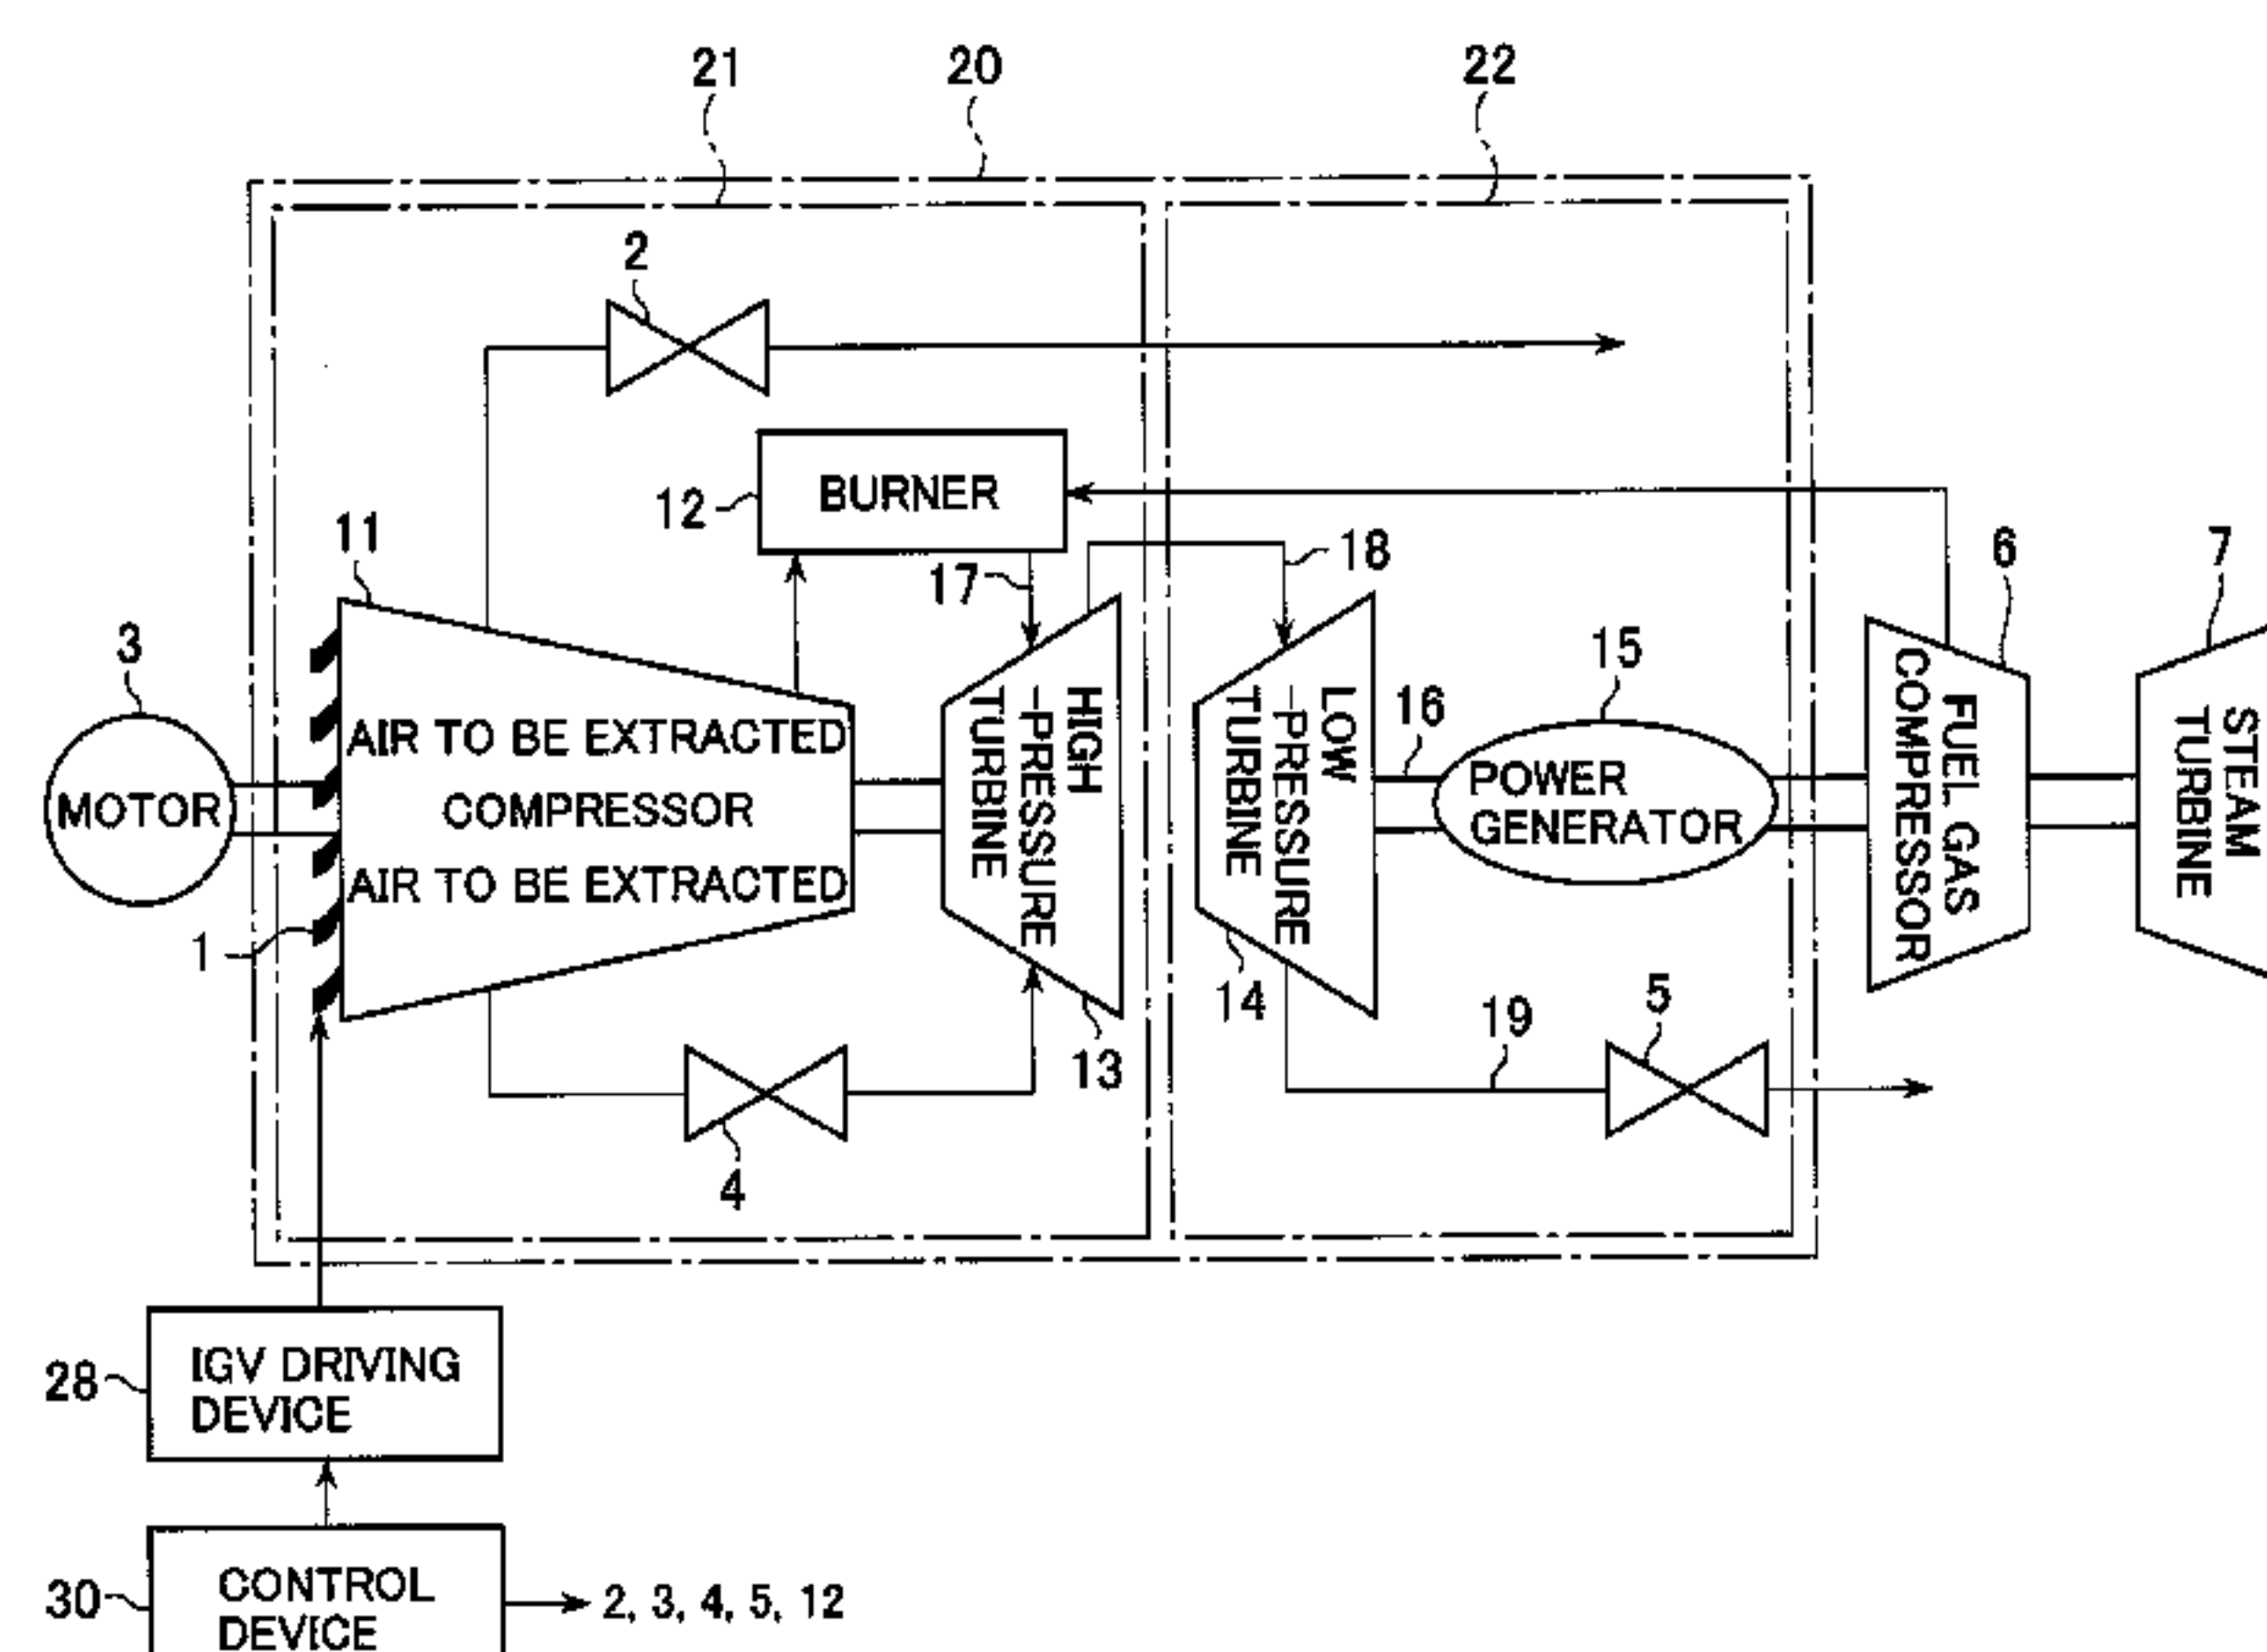 21
20
22
2
BURNER
12
11
17
18
6
7
3
15
16
AIR TO BE EXTRACTED
COMPRESSOR
AIR TO BE EXTRACTED
MOTOR
HIGH
-PRESSURE
TURBINE
LOW
-PRESSURE
TURBINE
POWER
GENERATOR
FUEL GAS
COMPRESSOR
STEAM
TURBINE
1
14
19
5
13
4
28
IGV DRIVING
DEVICE
30
CONTROL
DEVICE
2, 3, 4, 5, 12